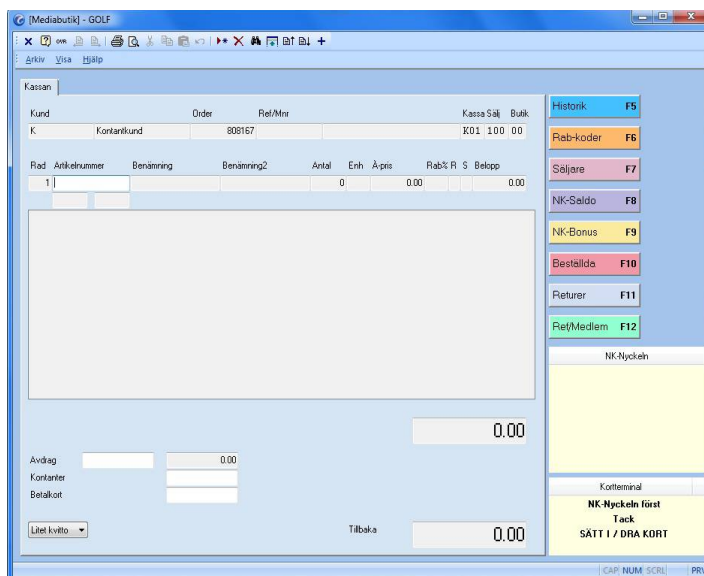 [Mediabutik] - GOLF
OVR
Arkiv Visa Hjälp
Kassan
Kund Order Ref/Mnr Kassa Sälj Butik
K Kontantkund 808167 K01 100 00
Rad Artikelnummer Benämning Benämning2 Antal Enh À-pris Rab% R S Belopp
1 0 0.00 0.00
Historik F5
Rab-koder F6
Säljare F7
NK-Saldo F8
NK-Bonus F9
Beställda F10
Returer F11
Ref/Medlem F12
NK-Nyckeln
0.00
Avdrag 0.00
Kontanter
Betalkort
Kortterminal
NK-Nyckeln först
Tack
SÄTT I / DRA KORT
Litet kvitto Tillbaka 0.00
CAP NUM SCRL PRV